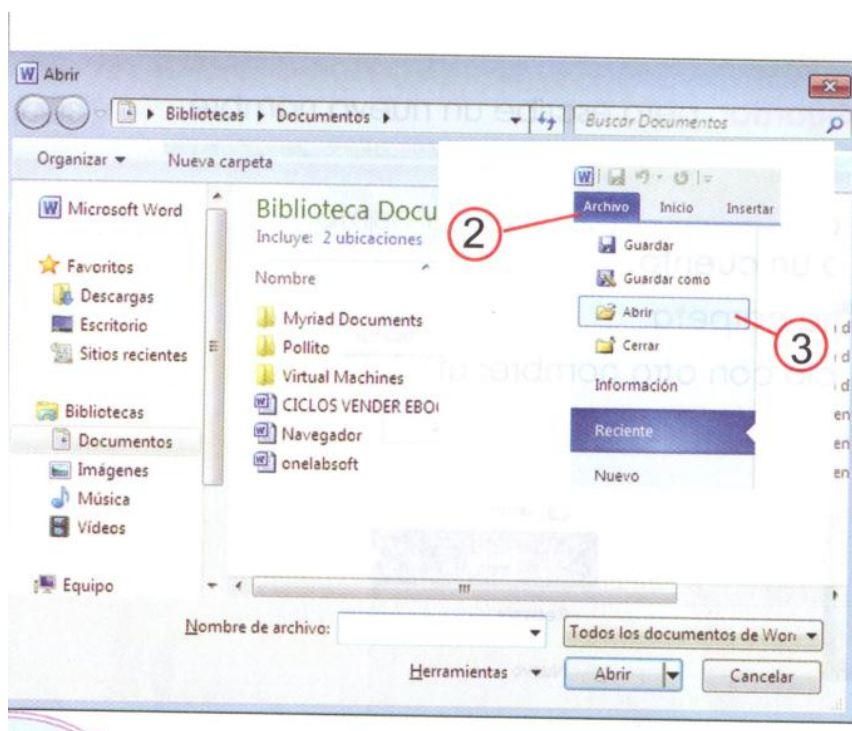 Abrir
Bibliotecas Documentos
Buscar Documentos
Organizar
Nueva carpeta
Microsoft Word
Favoritos
Descargas
Escritorio
Sitios recientes
Bibliotecas
Documentos
Imágenes
Música
Vídeos
Equipo
Biblioteca Docu
Incluye: 2 ubicaciones
Nombre
Myriad Documents
Pollito
Virtual Machines
CICLOS VENDER EBO
Navegador
onelabsoft
2
Archivo Inicio Insertar
Guardar
Guardar como
Abrir
3
Cerrar
Información
Reciente
Nuevo
Nombre de archivo:
Todos los documentos de Wor
Herramientas
Abrir
Cancelar